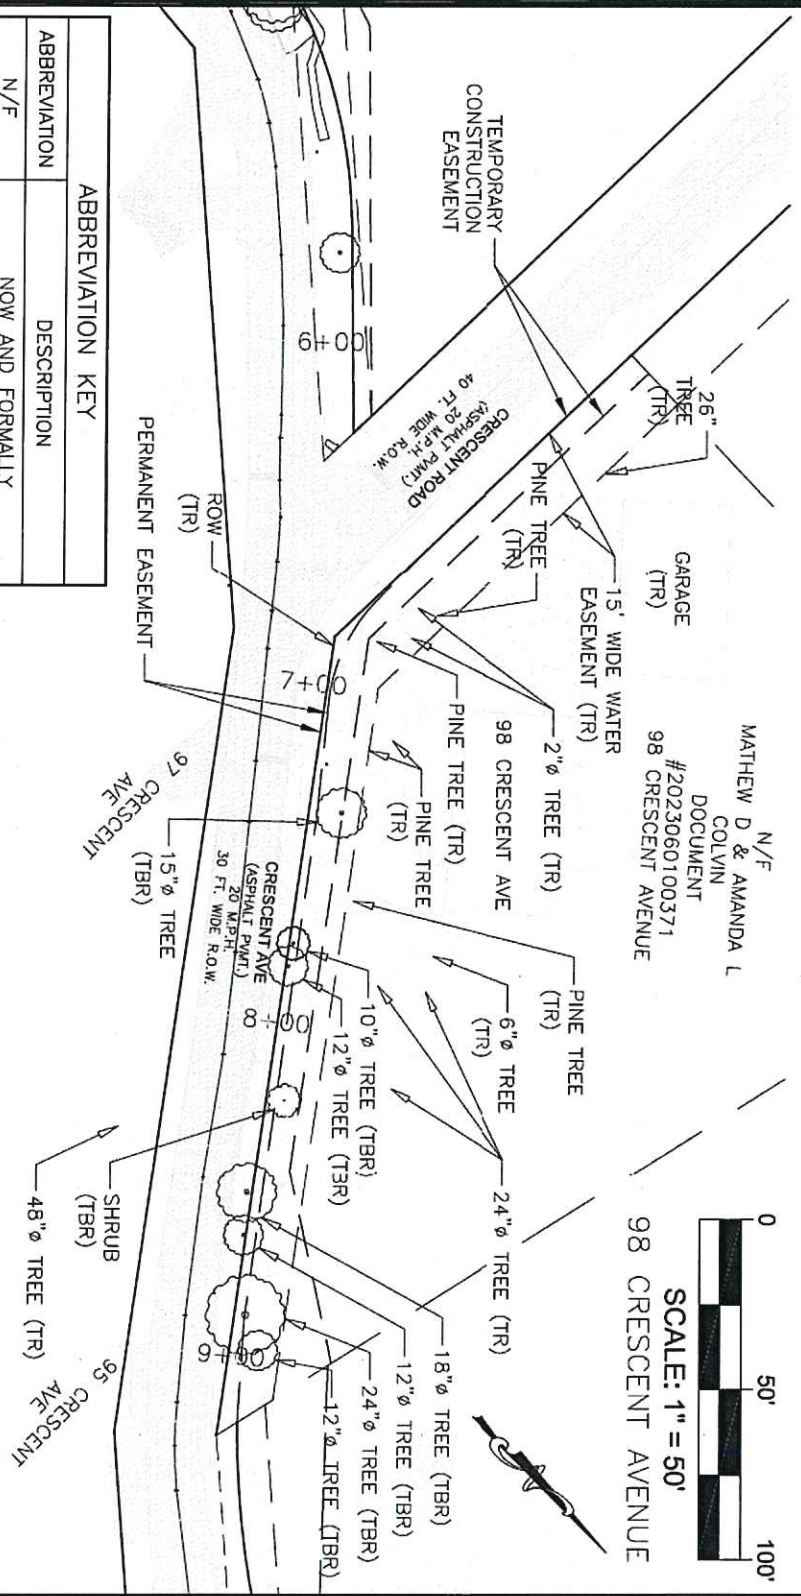 ABBREVIATION KEY
ABBREVIATION
DESCRIPTION
N/F
NOW AND FORMALLY
TEMPORARY
CONSTRUCTION
EASEMENT
26"
TREE
(TR)
GARAGE
(TR)
N/F
MATHEW D & AMANDA L
COLVIN
DOCUMENT
#2023060100371
98 CRESCENT AVENUE
0
50'
100'
SCALE: 1" = 50'
98 CRESCENT AVENUE
CRESCENT ROAD
(ASPHALT PVMT.)
20 M.P.H.
40 FT. WIDE R.O.W.
PINE TREE
(TR)
15' WIDE WATER
EASEMENT (TR)
2"ø TREE (TR)
98 CRESCENT AVE
PINE TREE (TR)
PINE TREE
(TR)
PINE TREE
(TR)
6"ø TREE
(TR)
24"ø TREE (TR)
6+00
ROW
(TR)
PERMANENT EASEMENT
7+00
97 CRESCENT
AVE
15"ø TREE
(TBR)
CRESCENT AVE
(ASPHALT PVMT.)
20 M.P.H.
30 FT. WIDE R.O.W.
8+00
10"ø TREE (TBR)
12"ø TREE (TBR)
SHRUB
(TBR)
48"ø TREE (TR)
9+00
18"ø TREE (TBR)
12"ø TREE (TBR)
24"ø TREE (TBR)
12"ø TREE (TBR)
95 CRESCENT
AVE